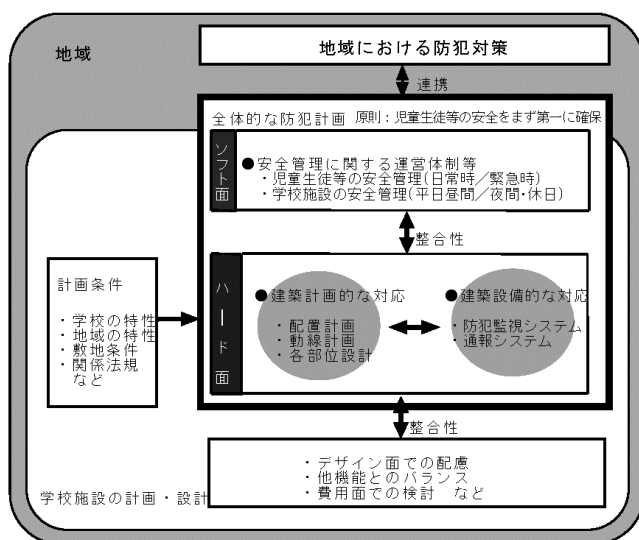 地域における防犯対策
地域
連携
全体的な防犯計画 原則：児童生徒等の安全をまず第一に確保
ソフト面
●安全管理に関する運営体制等
・児童生徒等の安全管理(日常時／緊急時)
・学校施設の安全管理(平日昼間／夜間･休日)
整合性
計画条件
・学校の特性
・地域の特性
・敷地条件
・関係法規
など
ハード面
●建築計画的な対応
・配置計画
・動線計画
・各部位設計
●建築設備的な対応
・防犯監視システム
・通報システム
整合性
・デザイン面での配慮
・他機能とのバランス
・費用面での検討 など
学校施設の計画・設計